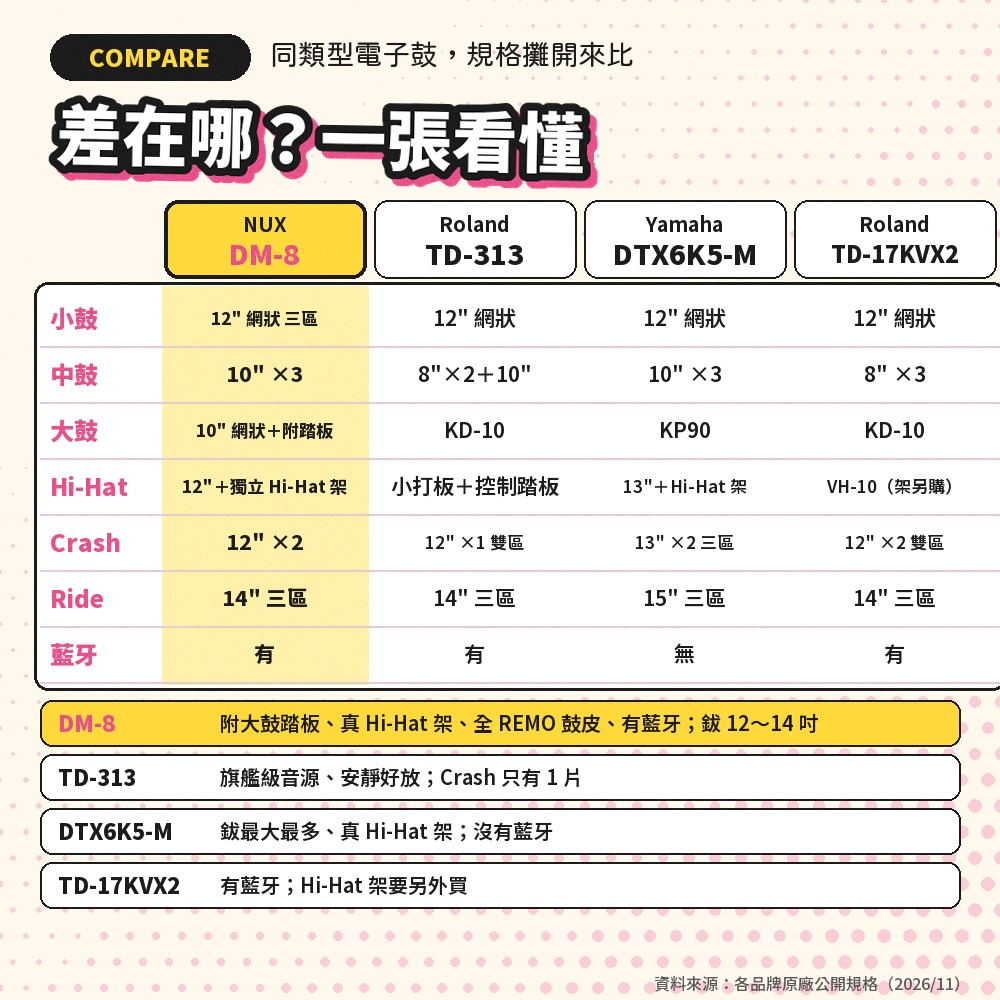 COMPARE 同類型電子鼓，規格攤開來比
差在哪？一張看懂
NUX Roland Yamaha Roland
DM-8 TD-313 DTX6K5-M TD-17KVX2
小鼓 12" 網狀 三區 12" 網狀 12" 網狀 12" 網狀
中鼓 10" ×3 8"×2＋10" 10" ×3 8" ×3
大鼓 10" 網狀＋附踏板 KD-10 KP90 KD-10
Hi-Hat 12"＋獨立 Hi-Hat 架 小打板＋控制踏板 13"＋Hi-Hat 架 VH-10（架另購）
Crash 12" ×2 12" ×1 雙區 13" ×2 三區 12" ×2 雙區
Ride 14" 三區 14" 三區 15" 三區 14" 三區
藍牙 有 有 無 有
DM-8 附大鼓踏板、真 Hi-Hat 架、全 REMO 鼓皮、有藍牙；鈸 12～14 吋
TD-313 旗艦級音源、安靜好放；Crash 只有 1 片
DTX6K5-M 鈸最大最多、真 Hi-Hat 架；沒有藍牙
TD-17KVX2 有藍牙；Hi-Hat 架要另外買
資料來源：各品牌原廠公開規格（2026/11）